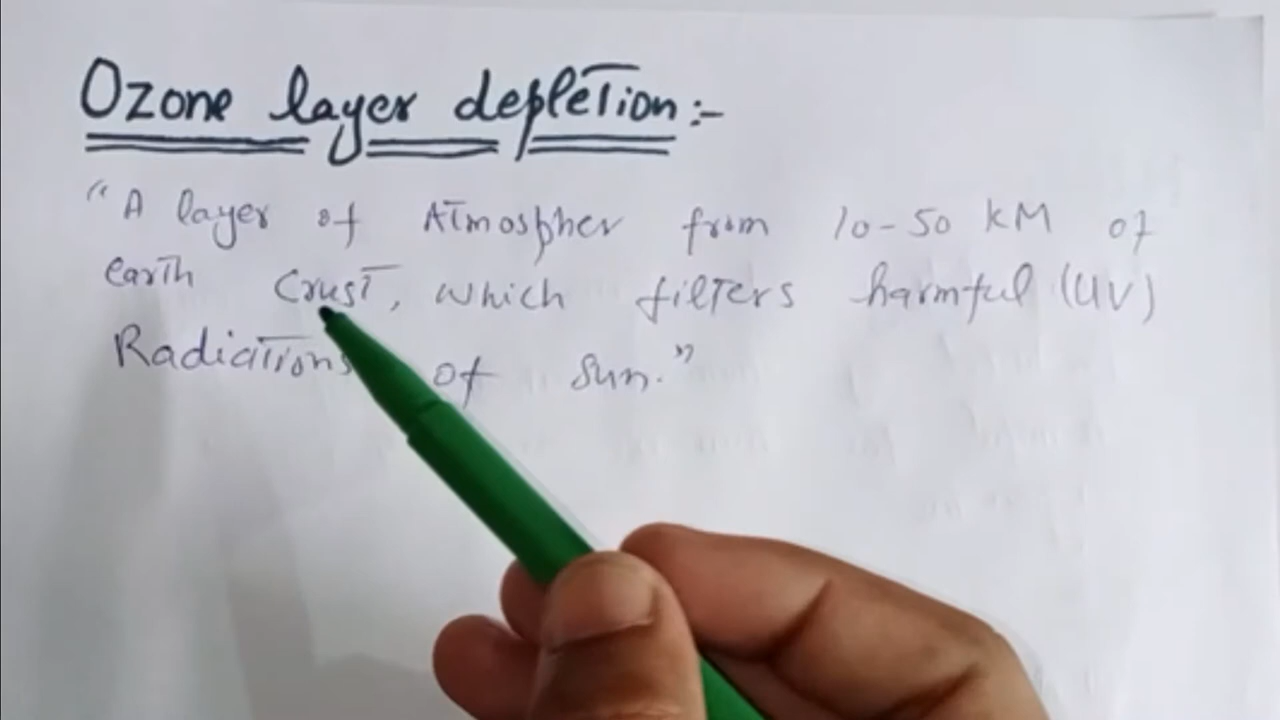 Ozone layer depletion:-
"A layer of Atmospher from 10-50 KM of
earth Crust, which filters harmful (UV)
Radiations of Sun."